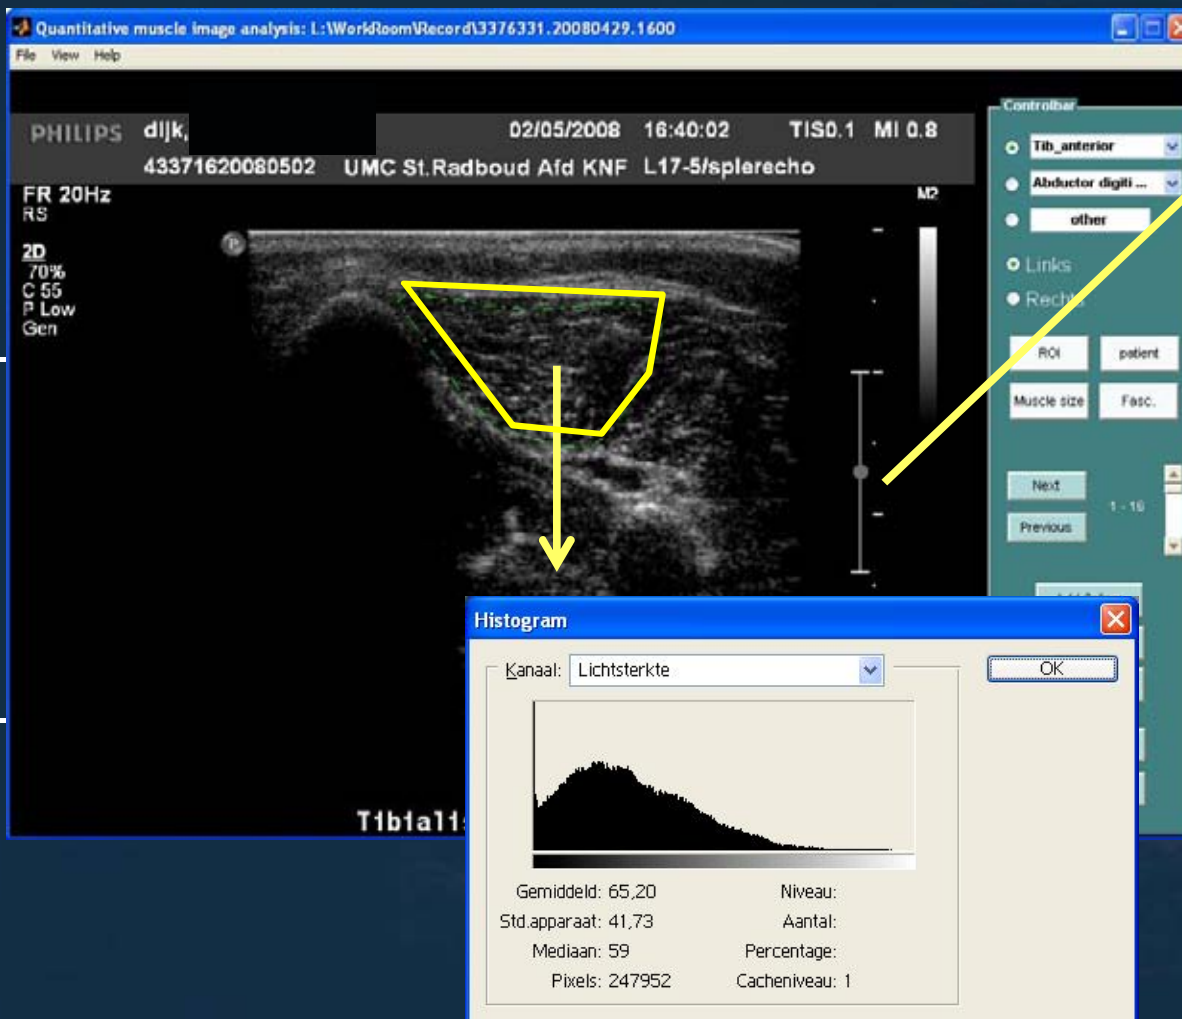 Quantitative muscle image analysis: L:\WorkRoom\Record\3376331.20080429.1600
File View Help
PHILIPS dijk, 02/05/2008 16:40:02 TIS0.1 MI 0.8
43371620080502 UMC St.Radboud Afd KNF L17-5/spierecho
FR 20Hz
RS
2D
70%
C 55
P Low
Gen
P
M2
Controlbar
Tib_anterior
Abductor digiti ...
other
Links
Rechts
ROI patient
Muscle size Fasc.
Next
Previous
1 - 16
Histogram
Kanaal: Lichtsterkte
OK
Gemiddeld: 65,20 Niveau:
Std.apparaat: 41,73 Aantal:
Mediaan: 59 Percentage:
Pixels: 247952 Cacheniveau: 1